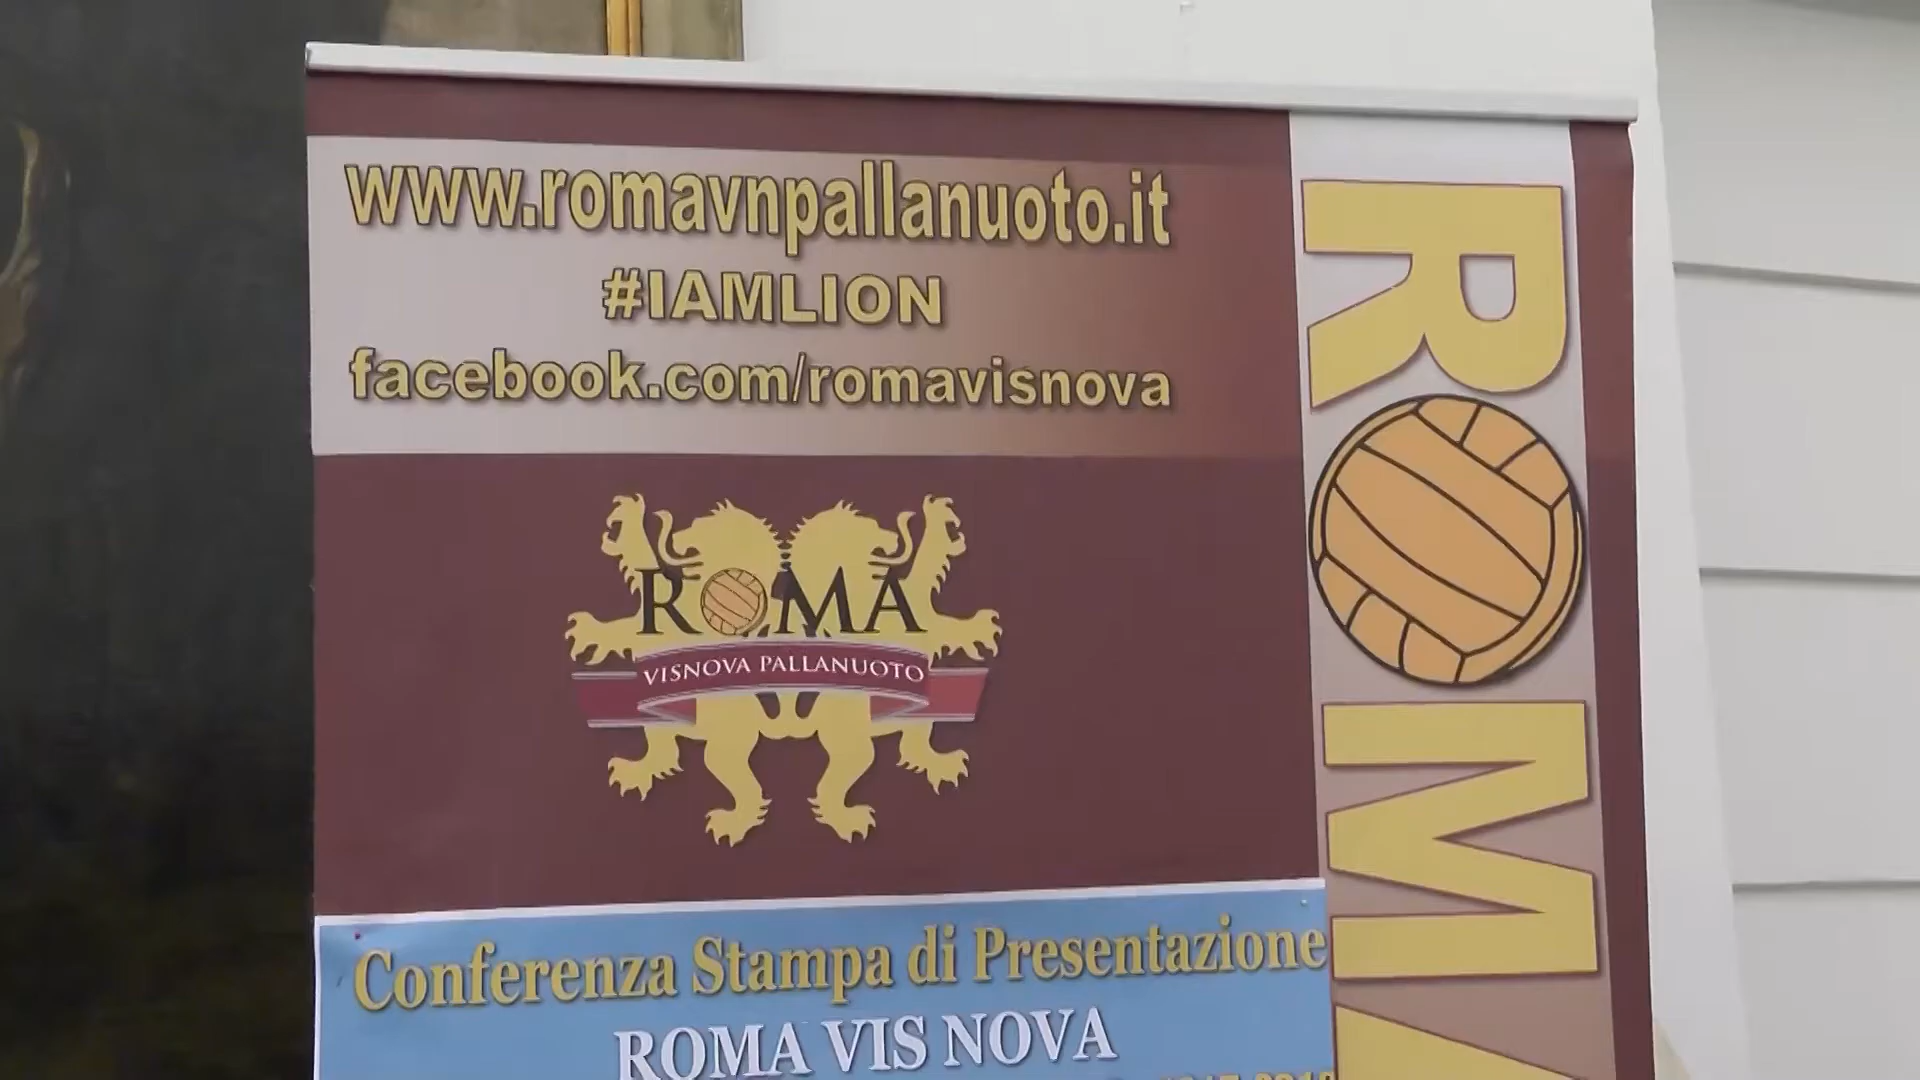 www.romavnpallanuoto.it
#IAMLION
facebook.com/romavisnova
ROMA
VISNOVA PALLANUOTO
Conferenza Stampa di Presentazione
ROMA VIS NOVA
ROMA